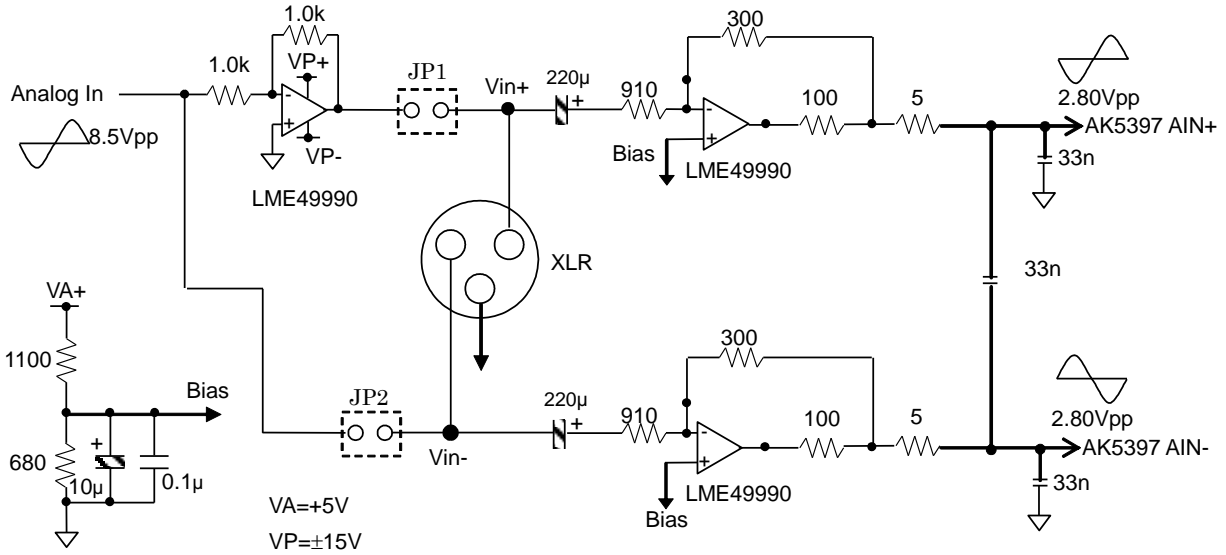 1.0k
300
VP+
1.0k
JP1
Vin+
220µ
+
910
-
+
Analog In
8.5Vpp
-
+
VP-
LME49990
100
5
2.80Vpp
AK5397 AIN+
Bias
LME49990
33n
XLR
33n
VA+
1100
Bias
JP2
300
220µ
+
910
-
+
100
5
2.80Vpp
AK5397 AIN-
680
+
10µ
0.1µ
Vin-
LME49990
Bias
33n
VA=+5V
VP=±15V